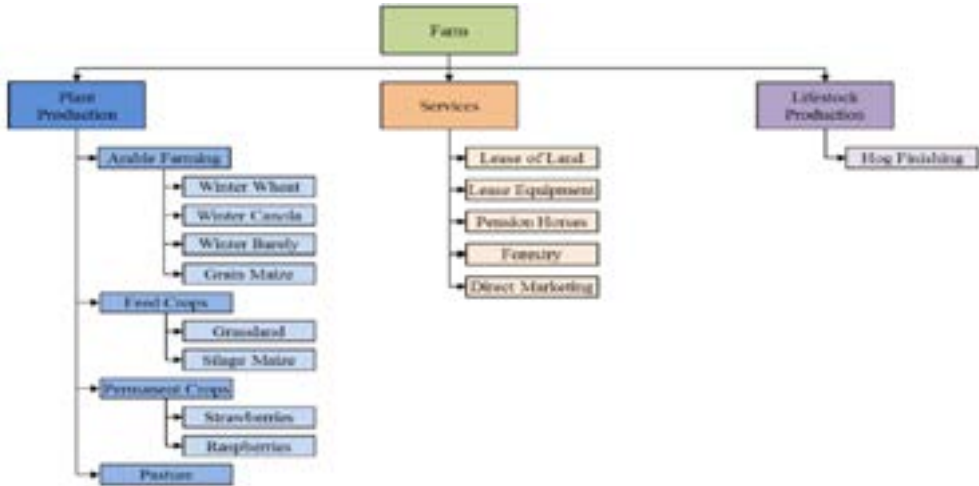 Farm
Plant
Production
Services
Lifestock
Production
Arable Farming
Winter Wheat
Winter Canola
Winter Barely
Grain Maize
Feed Crops
Grassland
Silage Maize
Permanent Crops
Strawberries
Raspberries
Pasture
Lease of Land
Lease Equipment
Pension Horses
Forestry
Direct Marketing
Hog Finishing